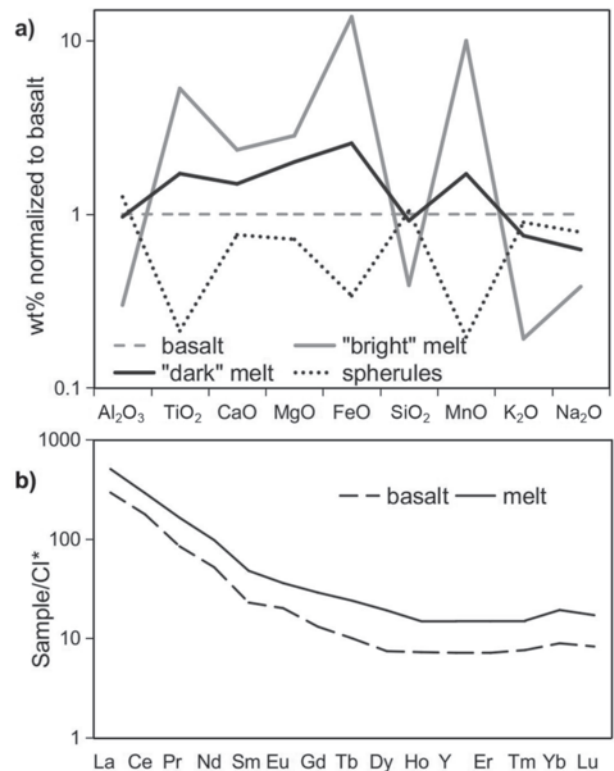 a)
10
1
0.1
wt% normalized to basalt
basalt
"bright" melt
"dark" melt
spherules
Al₂O₃ TiO₂ CaO MgO FeO SiO₂ MnO K₂O Na₂O
b)
1000
100
10
1
Sample/CI*
basalt melt
La Ce Pr Nd Sm Eu Gd Tb Dy Ho Y Er Tm Yb Lu